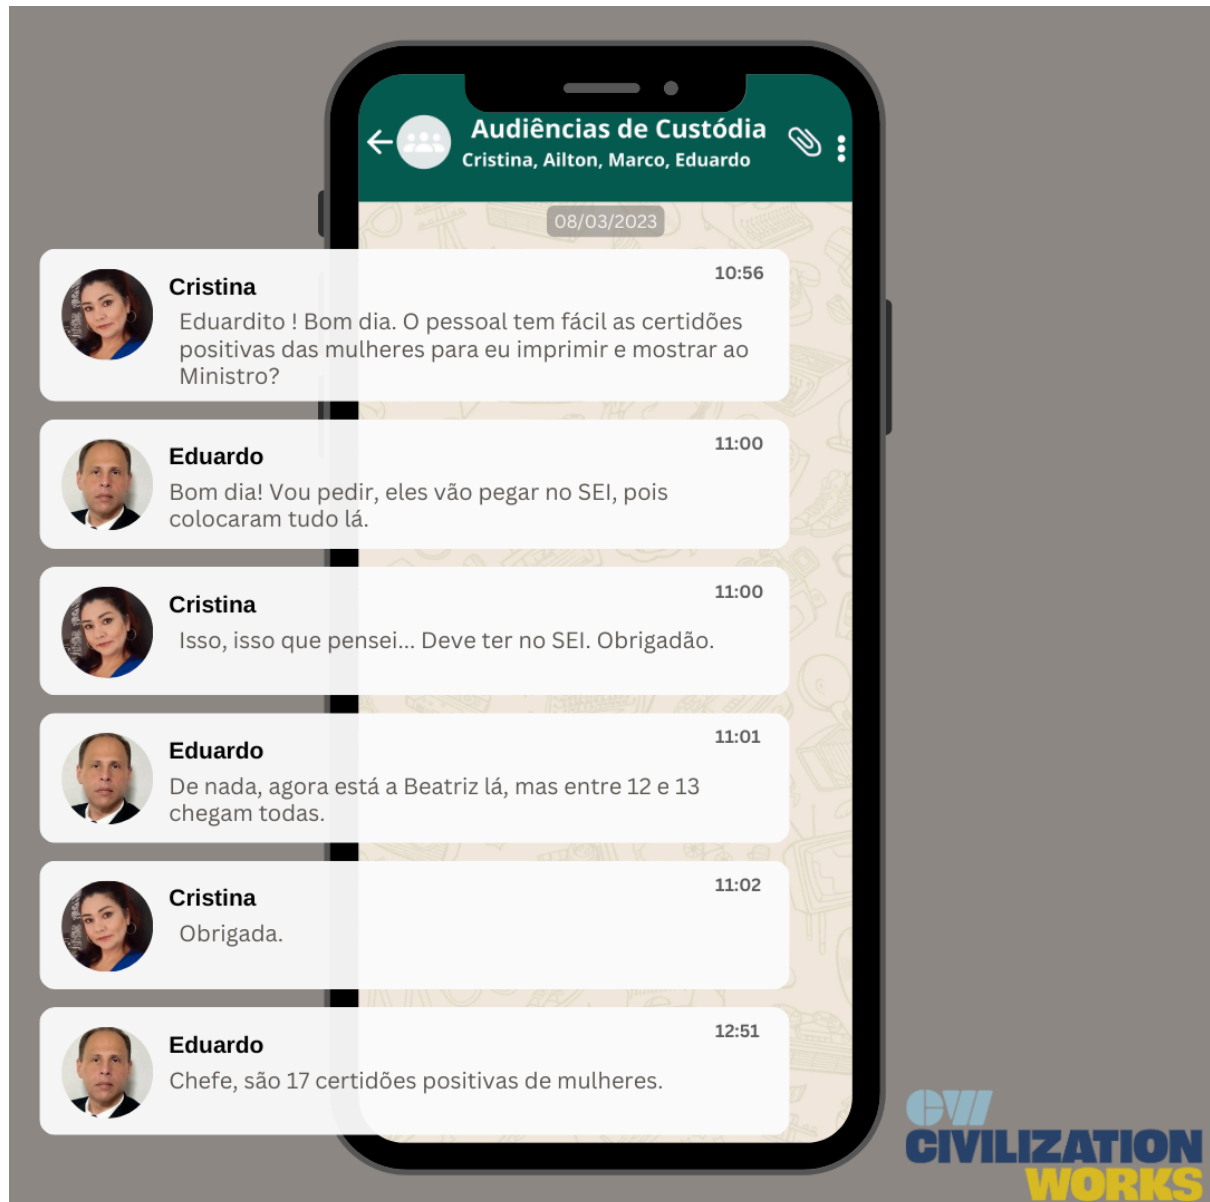 Audiências de Custódia
Cristina, Ailton, Marco, Eduardo
08/03/2023
Cristina
10:56
Eduardito ! Bom dia. O pessoal tem fácil as certidões
positivas das mulheres para eu imprimir e mostrar ao
Ministro?
Eduardo
11:00
Bom dia! Vou pedir, eles vão pegar no SEI, pois
colocaram tudo lá.
Cristina
11:00
Isso, isso que pensei... Deve ter no SEI. Obrigadão.
Eduardo
11:01
De nada, agora está a Beatriz lá, mas entre 12 e 13
chegam todas.
Cristina
11:02
Obrigada.
Eduardo
12:51
Chefe, são 17 certidões positivas de mulheres.
CW
CIVILIZATION
WORKS